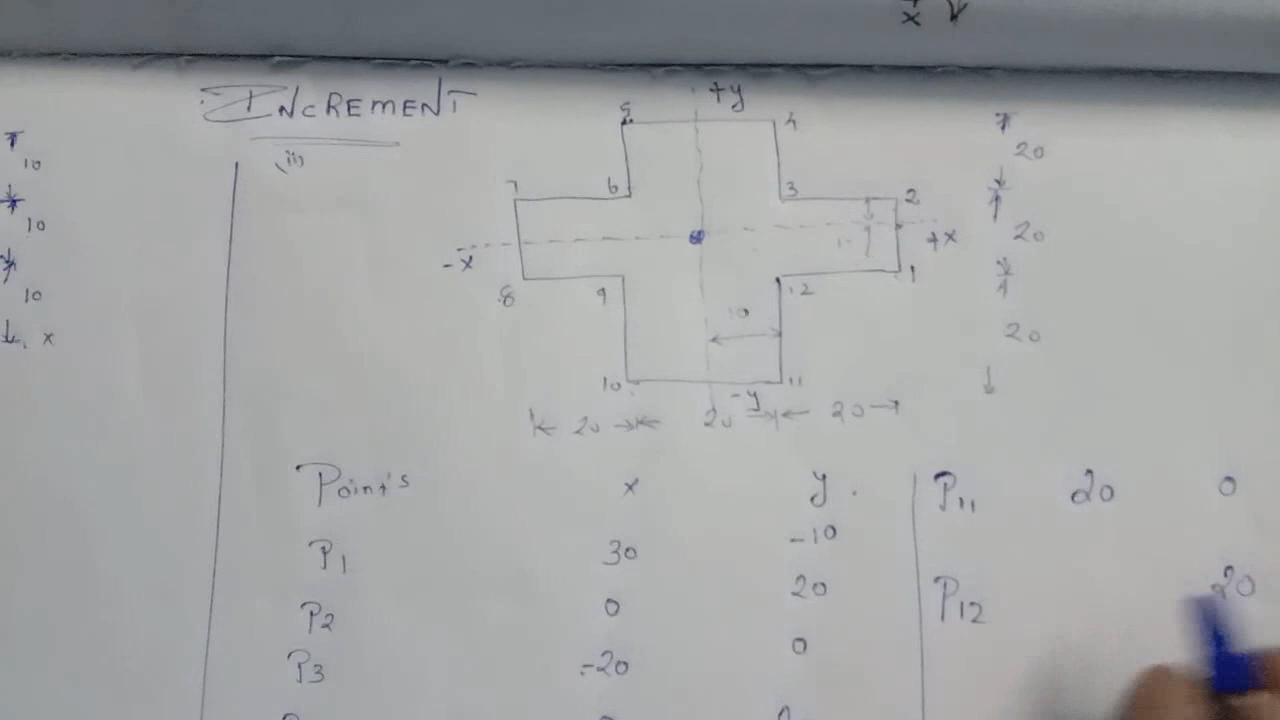 x
INCREMENT
(ii)
10
10
10
x
+y
5
4
7
6
3
2
-x
+x
8
9
12
1
10
10
11
-y
20
20
20
20
20
20
Point's x y
P1 30 -10
P2 0 20
P3 -20 0
P11 20 0
P12 20